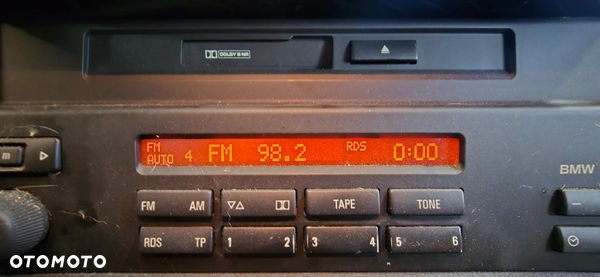 DOLBY B NR
FM
AUTO 4 FM 98.2 RDS 0:00
m
BMW
FM AM TAPE TONE
RDS TP 1 2 3 4 5 6
OTOMOTO